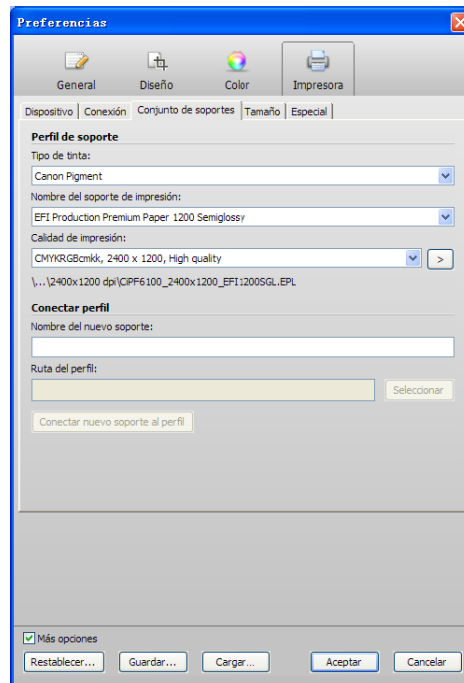 Preferencias
General Diseño Color Impresora
Dispositivo Conexión Conjunto de soportes Tamaño Especial
Perfil de soporte
Tipo de tinta:
Canon Pigment
Nombre del soporte de impresión:
EFI Production Premium Paper 1200 Semiglossy
Calidad de impresión:
CMYKRGBcmkk, 2400 x 1200, High quality >
\...\2400x1200 dpi\CiPF6100_2400x1200_EFI1200SGL.EPL
Conectar perfil
Nombre del nuevo soporte:
Ruta del perfil:
Seleccionar
Conectar nuevo soporte al perfil
Más opciones
Restablecer... Guardar... Cargar... Aceptar Cancelar